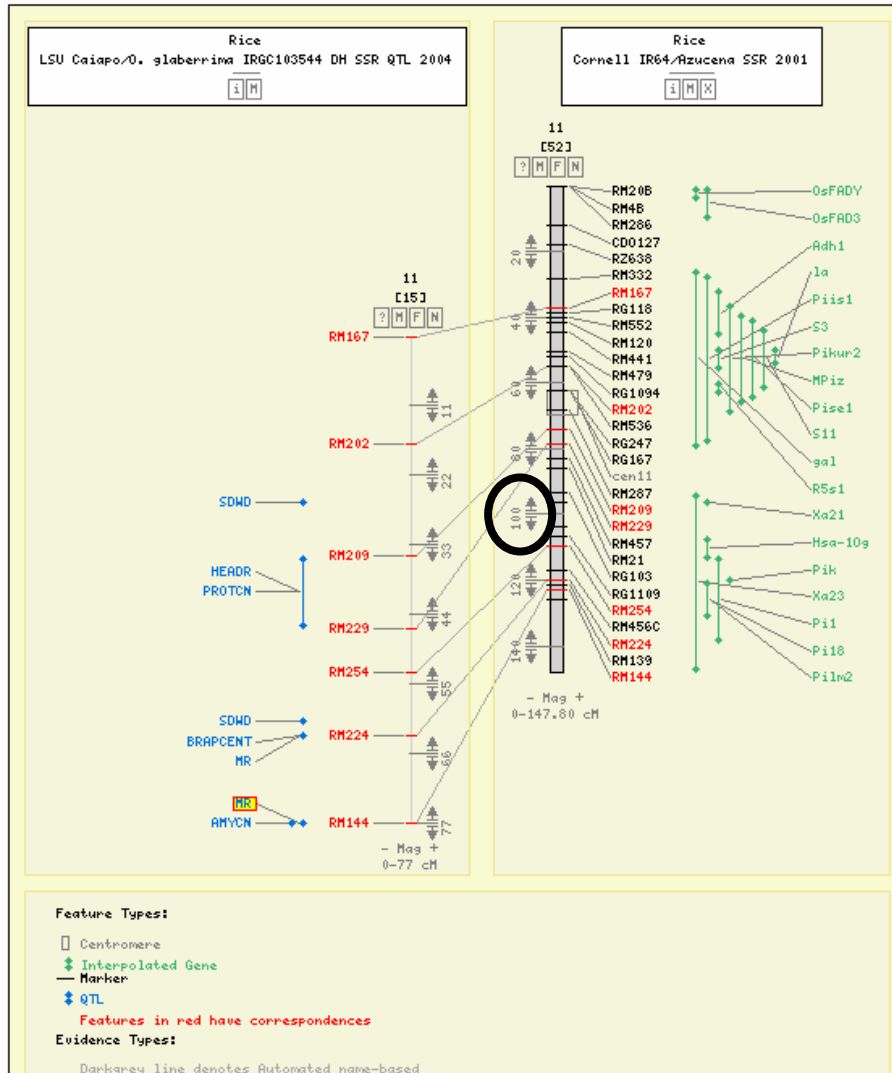 Rice
LSU Caiapo/O. glaberrima IRGC103544 DH SSR QTL 2004
i M
Rice
Cornell IR64/Azucena SSR 2001
i M X
11
[15]
? M F N
RM167
RM202
RM209
RM229
RM254
RM224
RM144
11
22
33
44
55
66
77
SDWD
HEADR
PROTCN
SDWD
BRAPCENT
MR
MR
AMYCN
- Mag +
0-77 cM
11
[52]
? M F N
20
40
60
80
100
120
140
RM20B
RM4B
RM286
CDO127
RZ638
RM332
RM167
RG118
RM552
RM120
RM441
RM479
RG1094
RM202
RM536
RG247
RG167
cen11
RM287
RM209
RM229
RM457
RM21
RG103
RG1109
RM254
RM456C
RM224
RM139
RM144
- Mag +
0-147.80 cM
OsFADY
OsFAD3
Adh1
la
Piis1
S3
Pikur2
MPiz
Pise1
S11
gal
R5s1
Xa21
Hsa-10g
Pik
Xa23
Pi1
Pi18
Pilm2
Feature Types:
Centromere
Interpolated Gene
Marker
QTL
Features in red have correspondences
Evidence Types:
Darkgrey line denotes Automated name-based